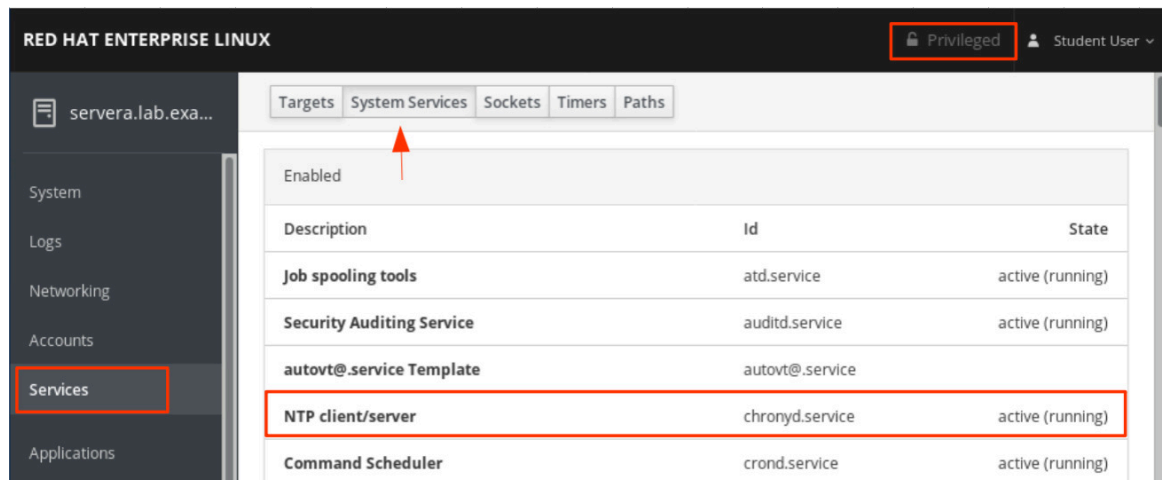 RED HAT ENTERPRISE LINUX
Privileged
Student User
servera.lab.exa...
Targets System Services Sockets Timers Paths
System
Logs
Networking
Accounts
Services
Applications
Enabled
Description Id State
Job spooling tools atd.service active (running)
Security Auditing Service auditd.service active (running)
autovt@.service Template autovt@.service
NTP client/server chronyd.service active (running)
Command Scheduler crond.service active (running)